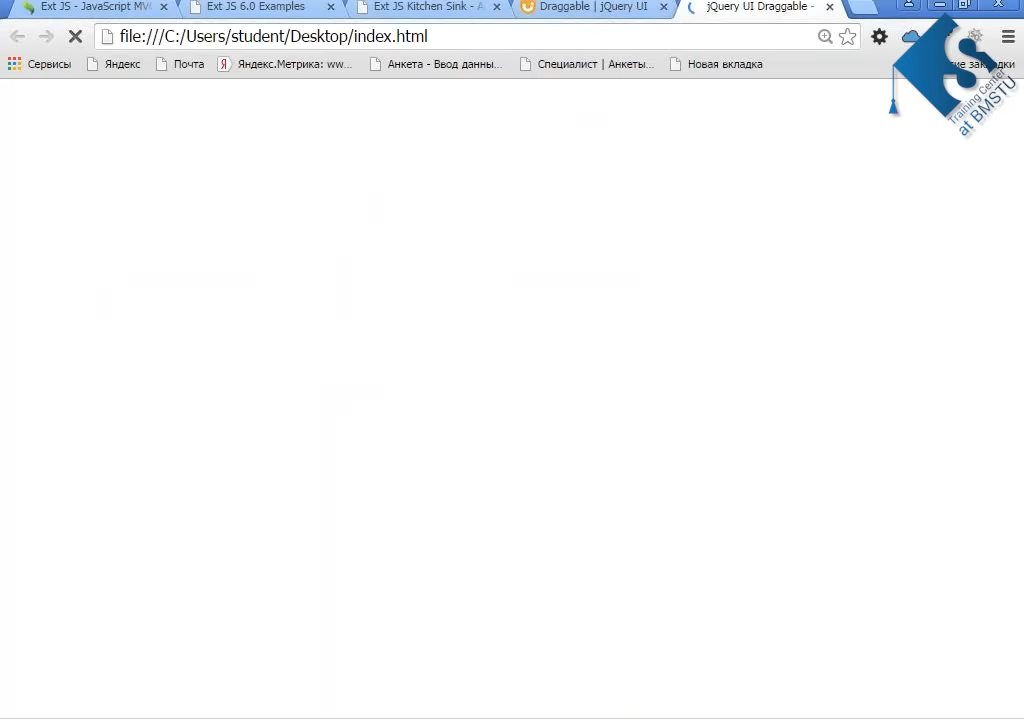 Ext JS - JavaScript MV Ext JS 6.0 Examples Ext JS Kitchen Sink - A Draggable | jQuery UI jQuery UI Draggable -
file:///C:/Users/student/Desktop/index.html
Сервисы Яндекс Почта Яндекс.Метрика: ww... Анкета - Ввод данны... Специалист | Анкеты... Новая вкладка
Training Center
at BMSTU